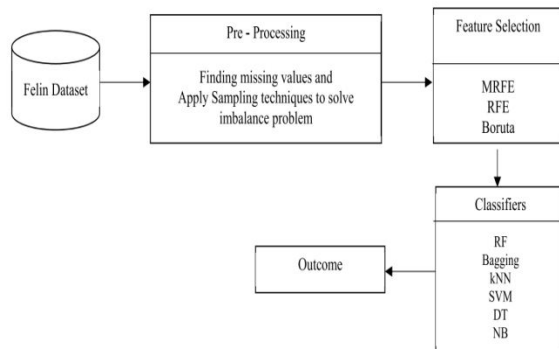 Felin Dataset
Pre - Processing
Finding missing values and
Apply Sampling techniques to solve
imbalance problem
Feature Selection
MRFE
RFE
Boruta
Classifiers
RF
Bagging
kNN
SVM
DT
NB
Outcome